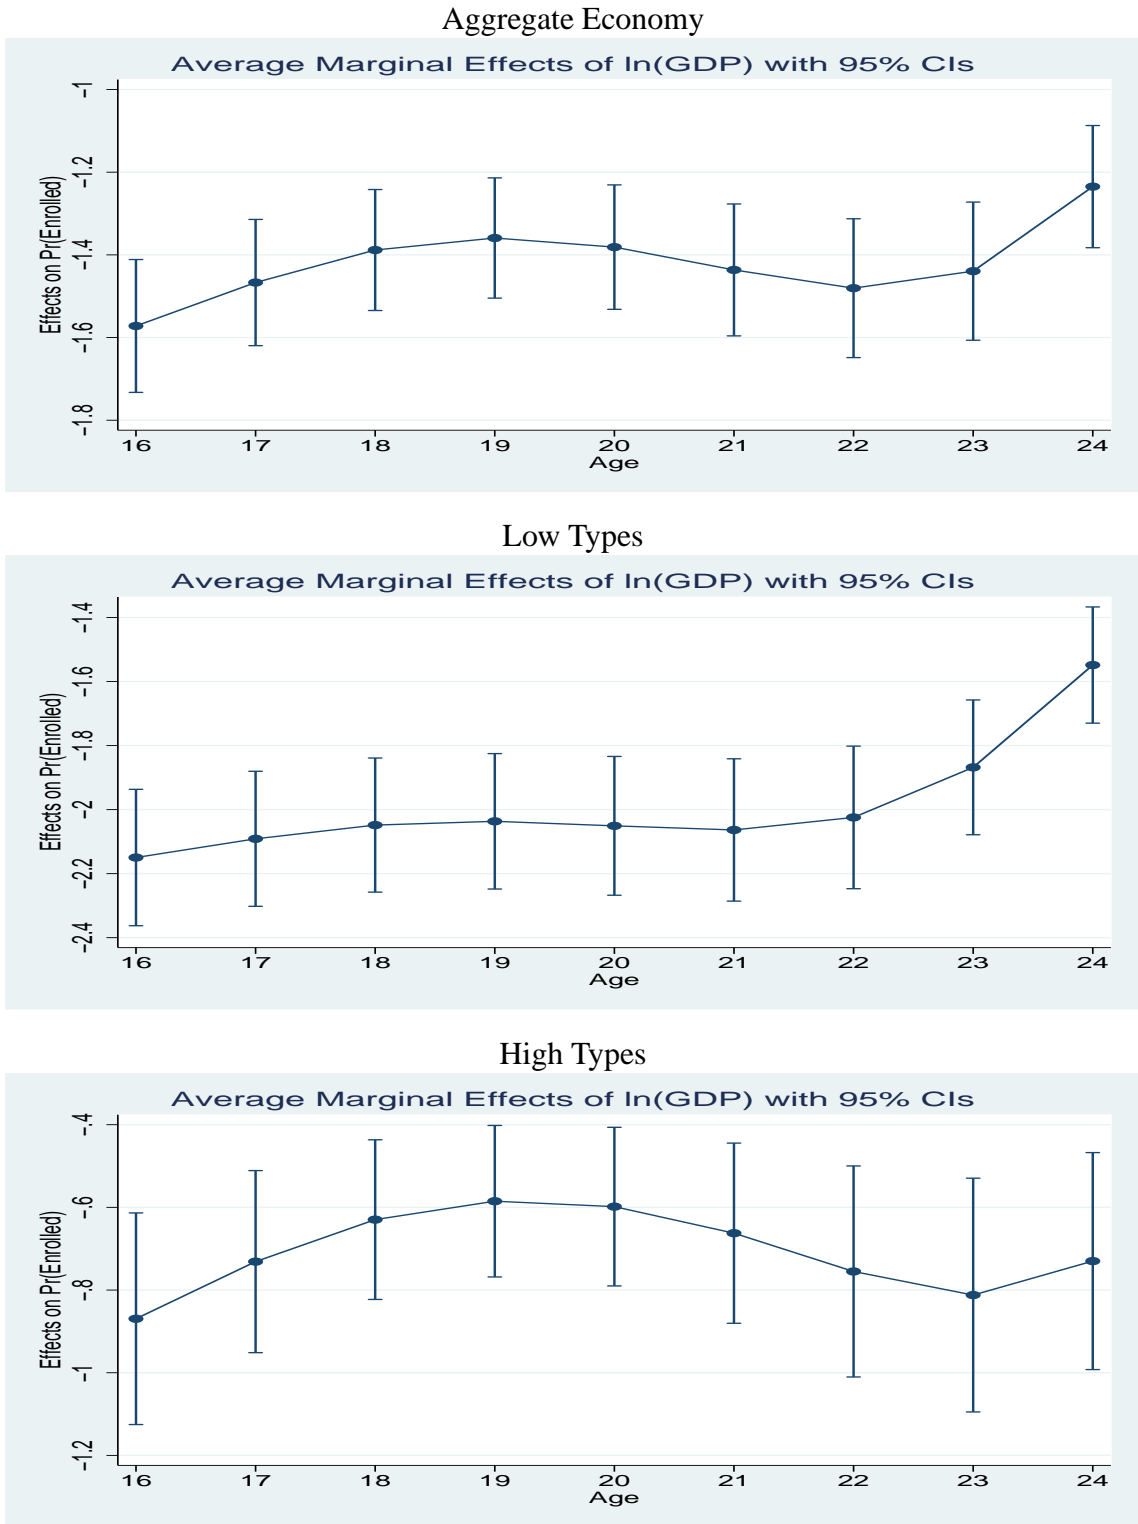 Aggregate Economy
Average Marginal Effects of ln(GDP) with 95% CIs
Effects on Pr(Enrolled)
-1
-1.2
-1.4
-1.6
-1.8
16 17 18 19 20 21 22 23 24
Age
Low Types
Average Marginal Effects of ln(GDP) with 95% CIs
Effects on Pr(Enrolled)
-1.4
-1.6
-1.8
-2
-2.2
-2.4
16 17 18 19 20 21 22 23 24
Age
High Types
Average Marginal Effects of ln(GDP) with 95% CIs
Effects on Pr(Enrolled)
-.4
-.6
-.8
-1
-1.2
16 17 18 19 20 21 22 23 24
Age